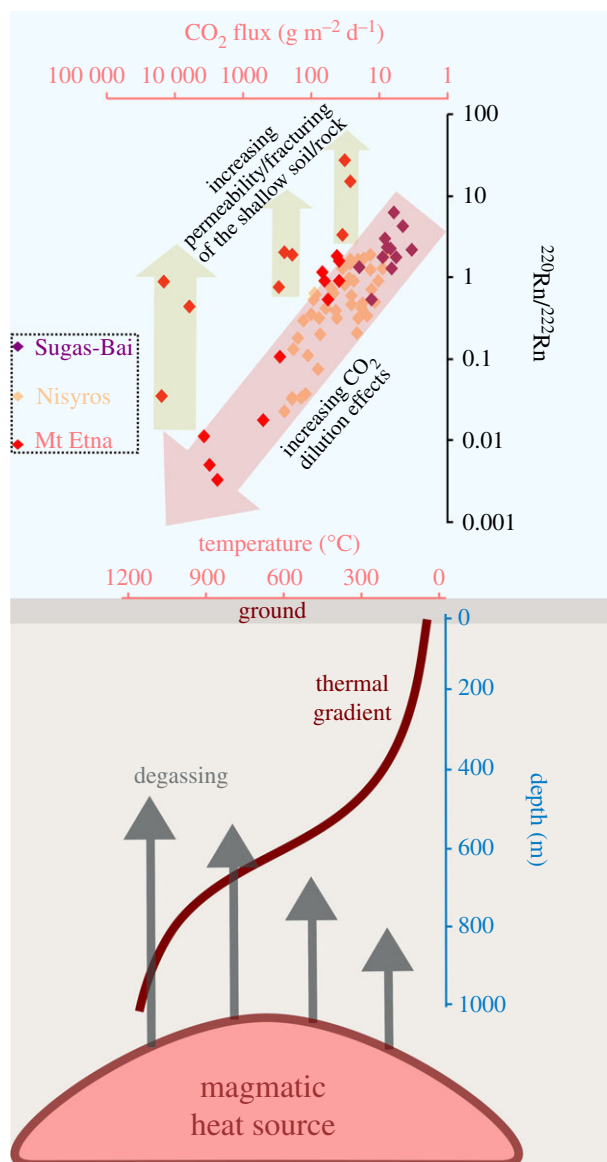 CO₂ flux (g m⁻² d⁻¹)
100 000 10 000 1000 100 10 1
100
10
1
0.1
0.01
0.001
²²⁰Rn/²²²Rn
increasing
permeability/fracturing
of the shallow soil/rock
Sugas-Bai
Nisyros
Mt Etna
increasing CO₂
dilution effects
temperature (°C)
1200 900 600 300 0
ground
0
200
400
600
800
1000
depth (m)
thermal
gradient
degassing
magmatic
heat source